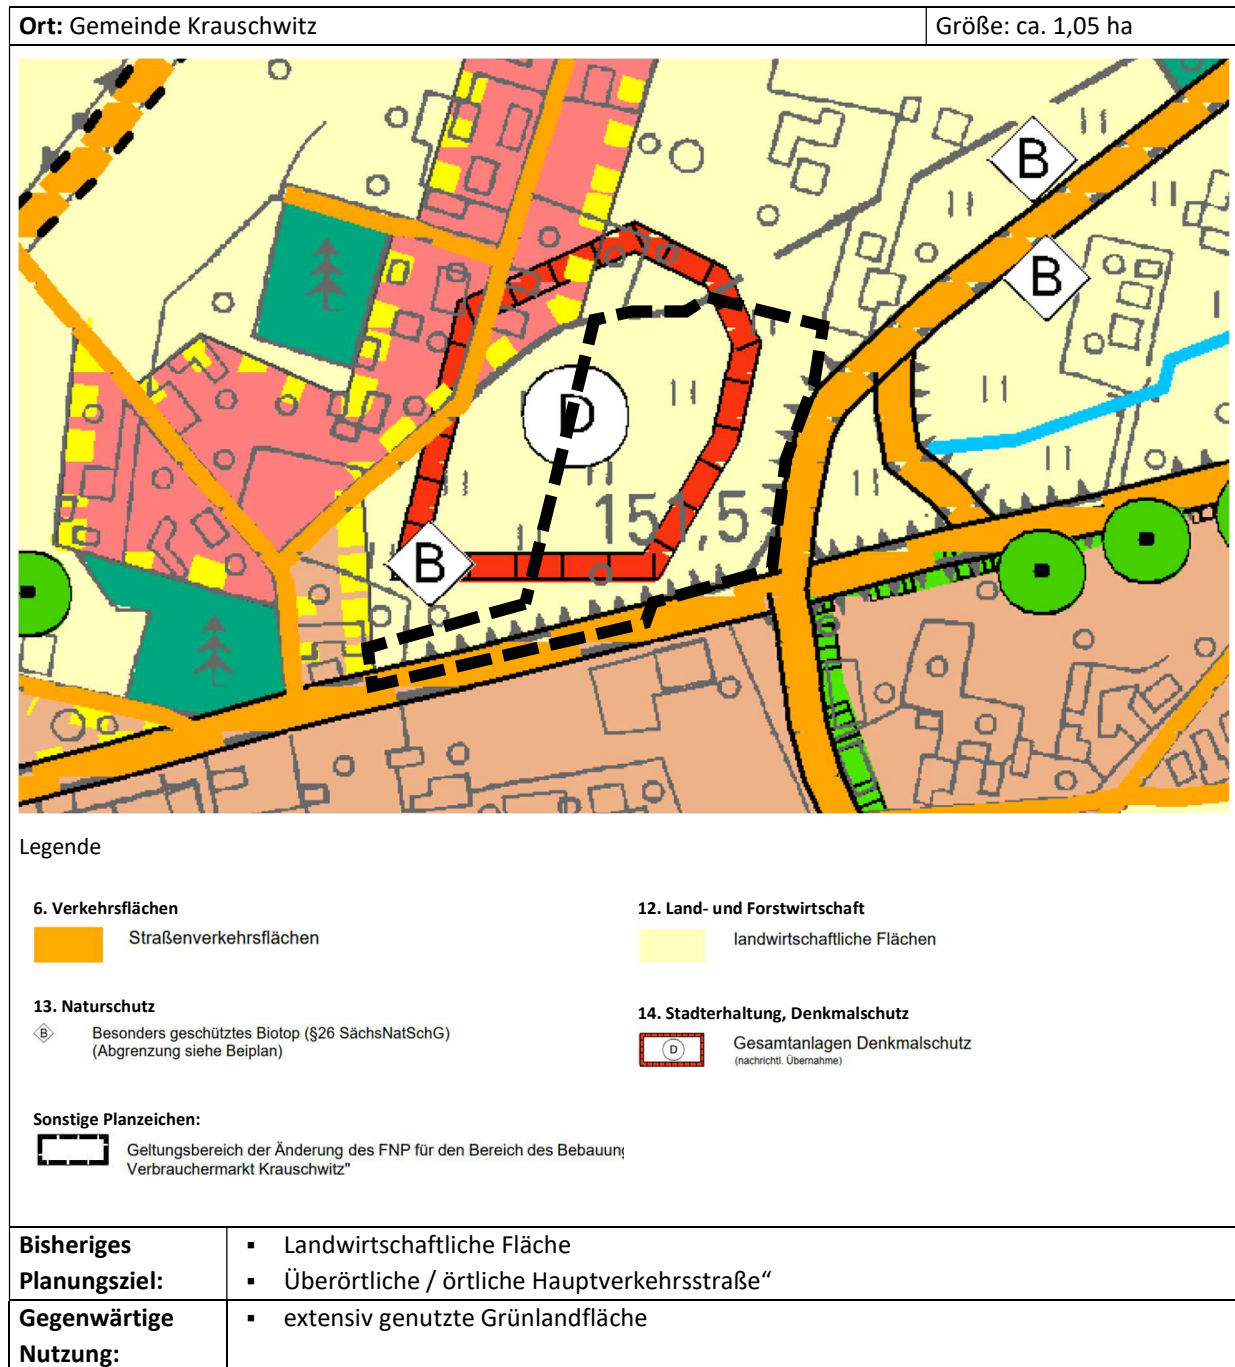 Ort: Gemeinde Krauschwitz
Größe: ca. 1,05 ha
B
B
D
151,5
B
Legende
6. Verkehrsflächen
Straßenverkehrsflächen
12. Land- und Forstwirtschaft
landwirtschaftliche Flächen
13. Naturschutz
B Besonders geschütztes Biotop (§26 SächsNatSchG)
(Abgrenzung siehe Beiplan)
14. Stadterhaltung, Denkmalschutz
D Gesamtanlagen Denkmalschutz
(nachrichtl. Übernahme)
Sonstige Planzeichen:
Geltungsbereich der Änderung des FNP für den Bereich des Bebauung
Verbrauchermarkt Krauschwitz"
Bisheriges ▪ Landwirtschaftliche Fläche
Planungsziel: ▪ Überörtliche / örtliche Hauptverkehrsstraße“
Gegenwärtige ▪ extensiv genutzte Grünlandfläche
Nutzung: